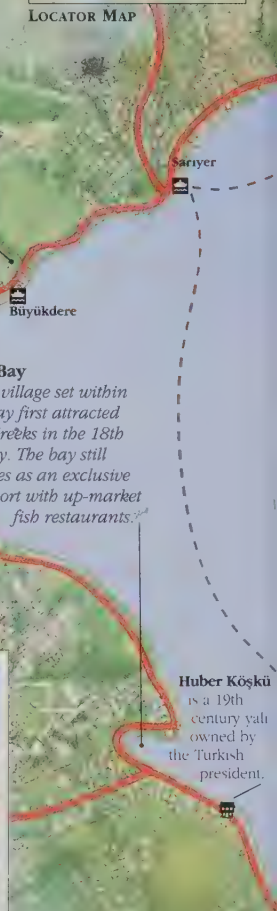 LOCATOR MAP
Sarıyer
Büyükdere
Bay
village set within
ay first attracted
reeks in the 18th
y. The bay still
es as an exclusive
ort with up-market
fish restaurants.
Huber Köşkü
is a 19th
century yalı
owned by
the Turkish
president.